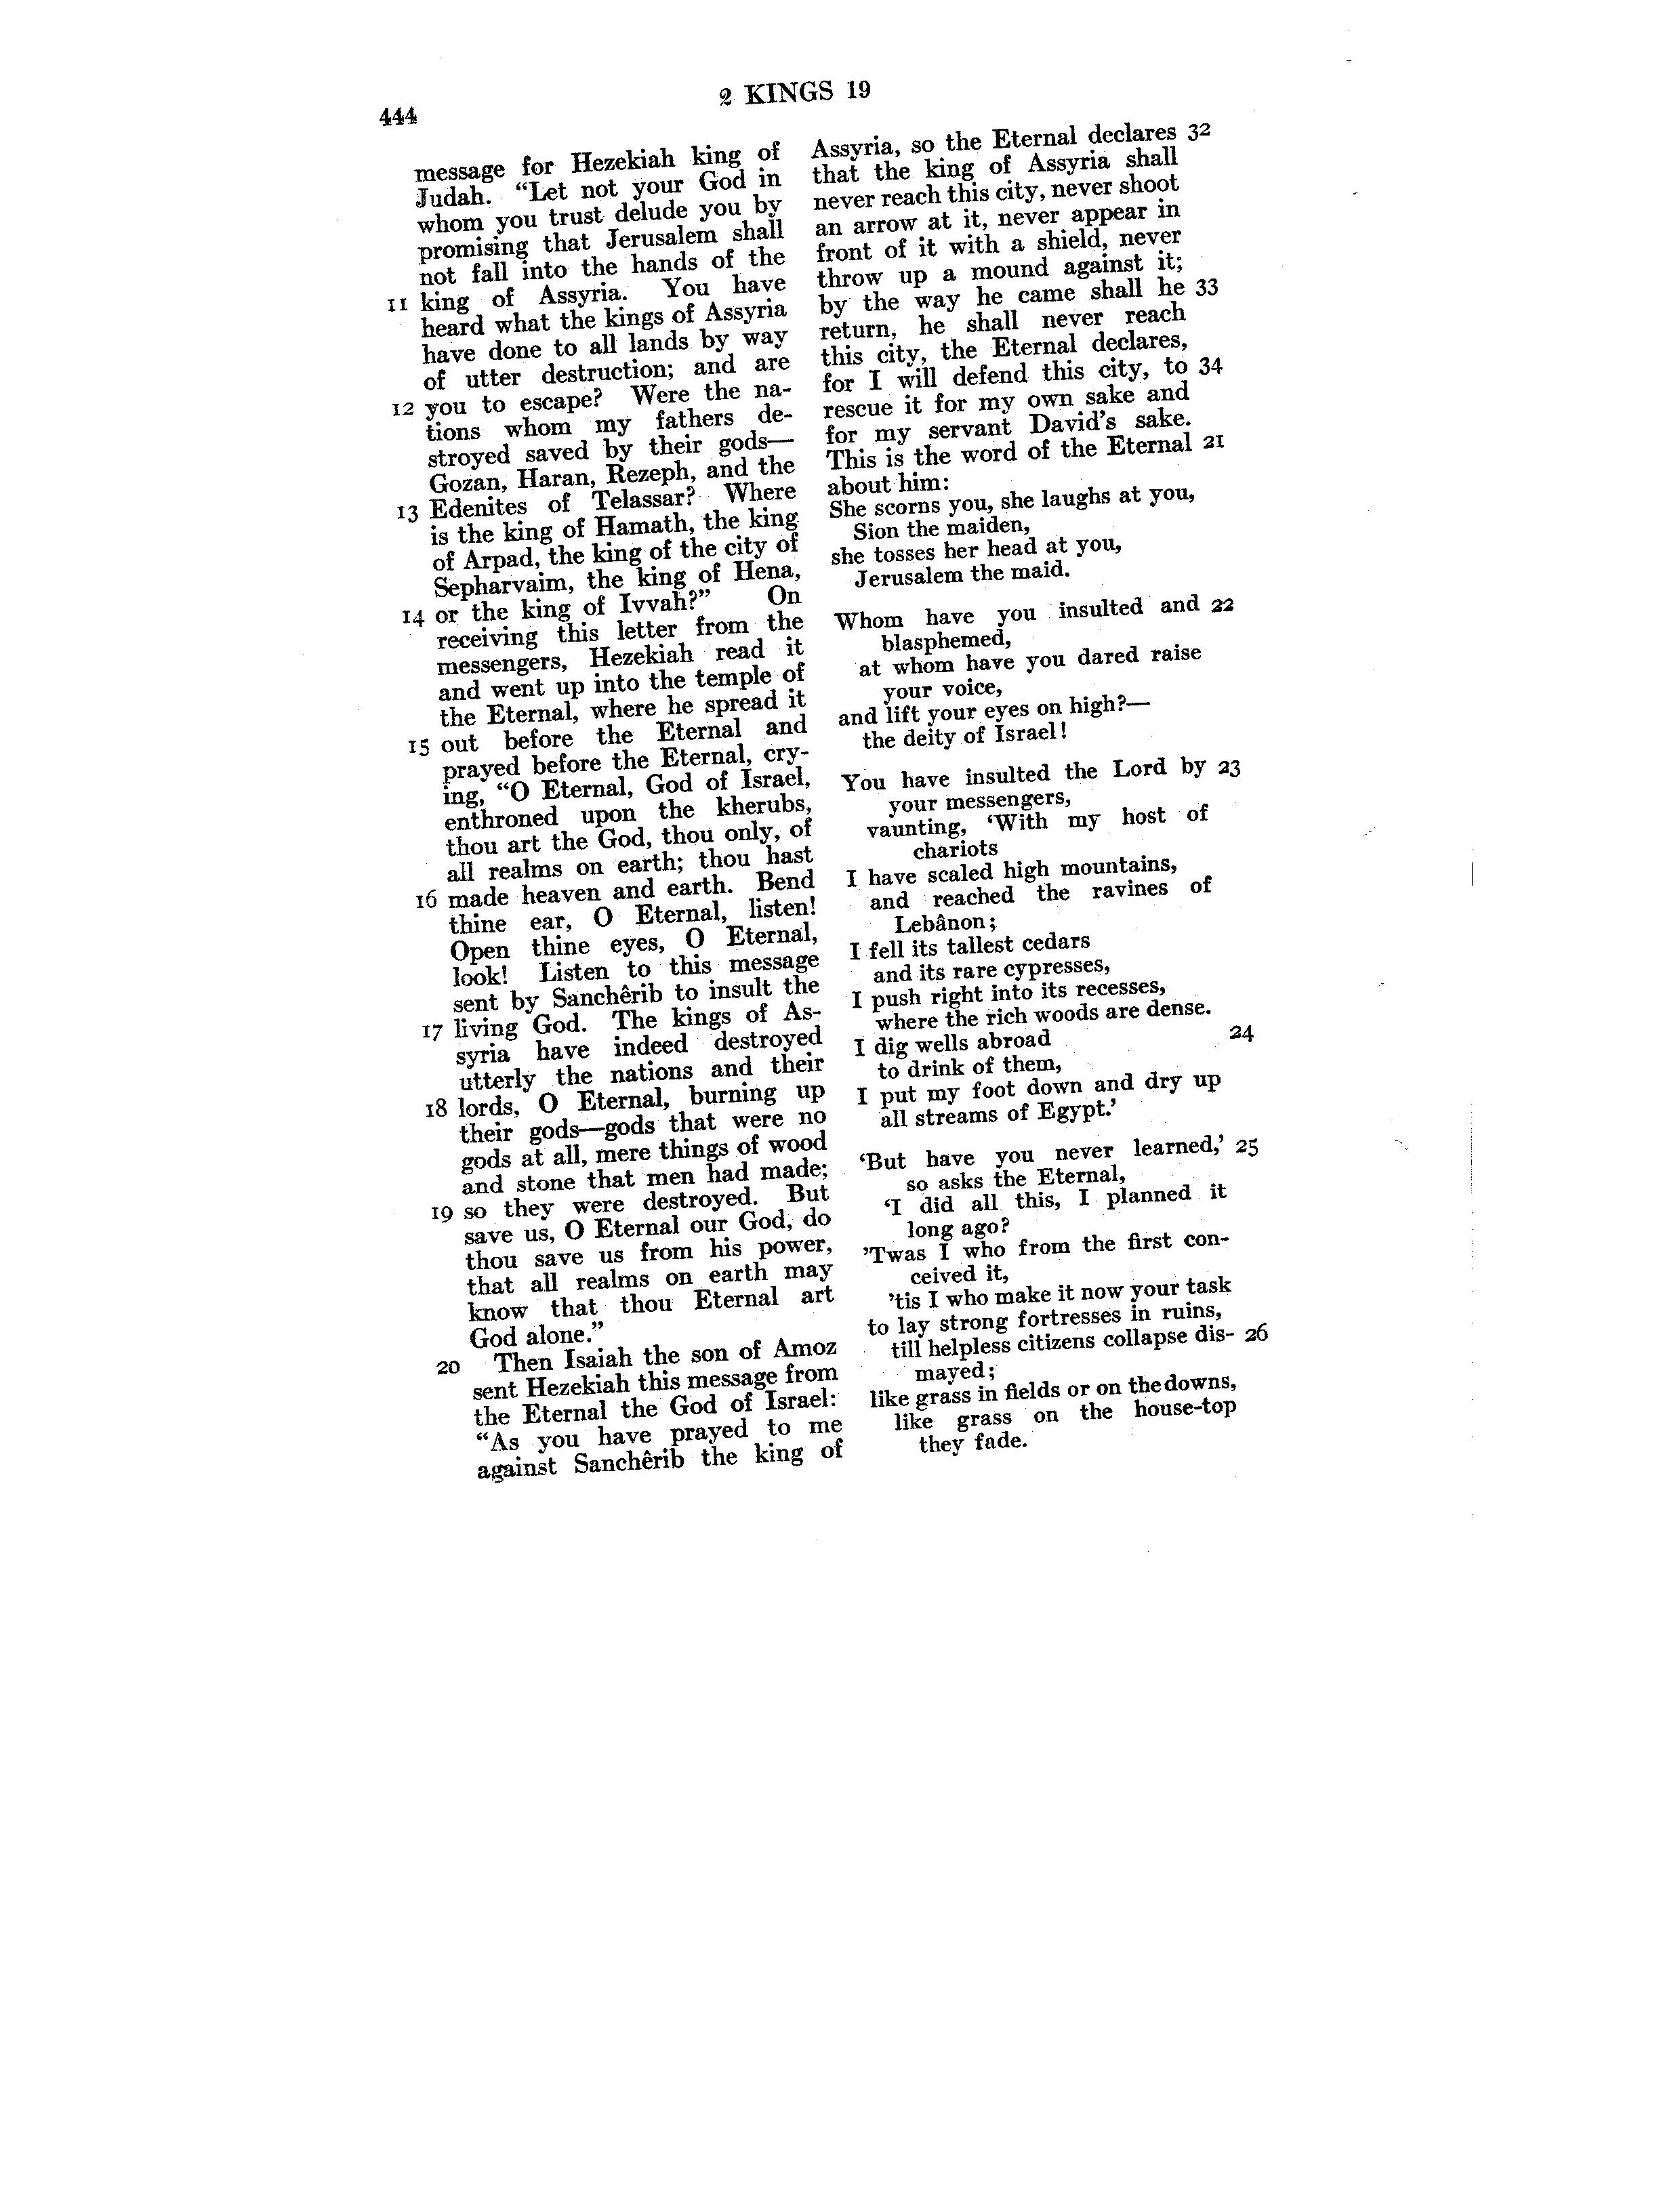 444
2 KINGS 19
message for Hezekiah king of
Judah. “Let not your God in
whom you trust delude you by
promising that Jerusalem shall
not fall into the hands of the
11 king of Assyria. You have
heard what the kings of Assyria
have done to all lands by way
of utter destruction; and are
12 you to escape? Were the na-
tions whom my fathers de-
stroyed saved by their gods—
Gozan, Haran, Rezeph, and the
13 Edenites of Telassar? Where
is the king of Hamath, the king
of Arpad, the king of the city of
Sepharvaim, the king of Hena,
14 or the king of Ivvah?” On
receiving this letter from the
messengers, Hezekiah read it
and went up into the temple of
the Eternal, where he spread it
15 out before the Eternal and
prayed before the Eternal, cry-
ing, “O Eternal, God of Israel,
enthroned upon the kherubs,
thou art the God, thou only, of
all realms on earth; thou hast
16 made heaven and earth. Bend
thine ear, O Eternal, listen!
Open thine eyes, O Eternal,
look! Listen to this message
sent by Sanchêrib to insult the
17 living God. The kings of As-
syria have indeed destroyed
utterly the nations and their
18 lords, O Eternal, burning up
their gods—gods that were no
gods at all, mere things of wood
and stone that men had made;
19 so they were destroyed. But
save us, O Eternal our God, do
thou save us from his power,
that all realms on earth may
know that thou Eternal art
God alone.”
20 Then Isaiah the son of Amoz
sent Hezekiah this message from
the Eternal the God of Israel:
“As you have prayed to me
against Sanchêrib the king of
Assyria, so the Eternal declares 32
that the king of Assyria shall
never reach this city, never shoot
an arrow at it, never appear in
front of it with a shield, never
throw up a mound against it;
by the way he came shall he 33
return, he shall never reach
this city, the Eternal declares,
for I will defend this city, to 34
rescue it for my own sake and
for my servant David’s sake.
This is the word of the Eternal 21
about him:
She scorns you, she laughs at you,
Sion the maiden,
she tosses her head at you,
Jerusalem the maid.
Whom have you insulted and 22
blasphemed,
at whom have you dared raise
your voice,
and lift your eyes on high?—
the deity of Israel!
You have insulted the Lord by 23
your messengers,
vaunting, ‘With my host of
chariots
I have scaled high mountains,
and reached the ravines of
Lebânon;
I fell its tallest cedars
and its rare cypresses,
I push right into its recesses,
where the rich woods are dense.
I dig wells abroad 24
to drink of them,
I put my foot down and dry up
all streams of Egypt.’
‘But have you never learned,’ 25
so asks the Eternal,
‘I did all this, I planned it
long ago?
’Twas I who from the first con-
ceived it,
’tis I who make it now your task
to lay strong fortresses in ruins,
till helpless citizens collapse dis- 26
mayed;
like grass in fields or on the downs,
like grass on the house-top
they fade.